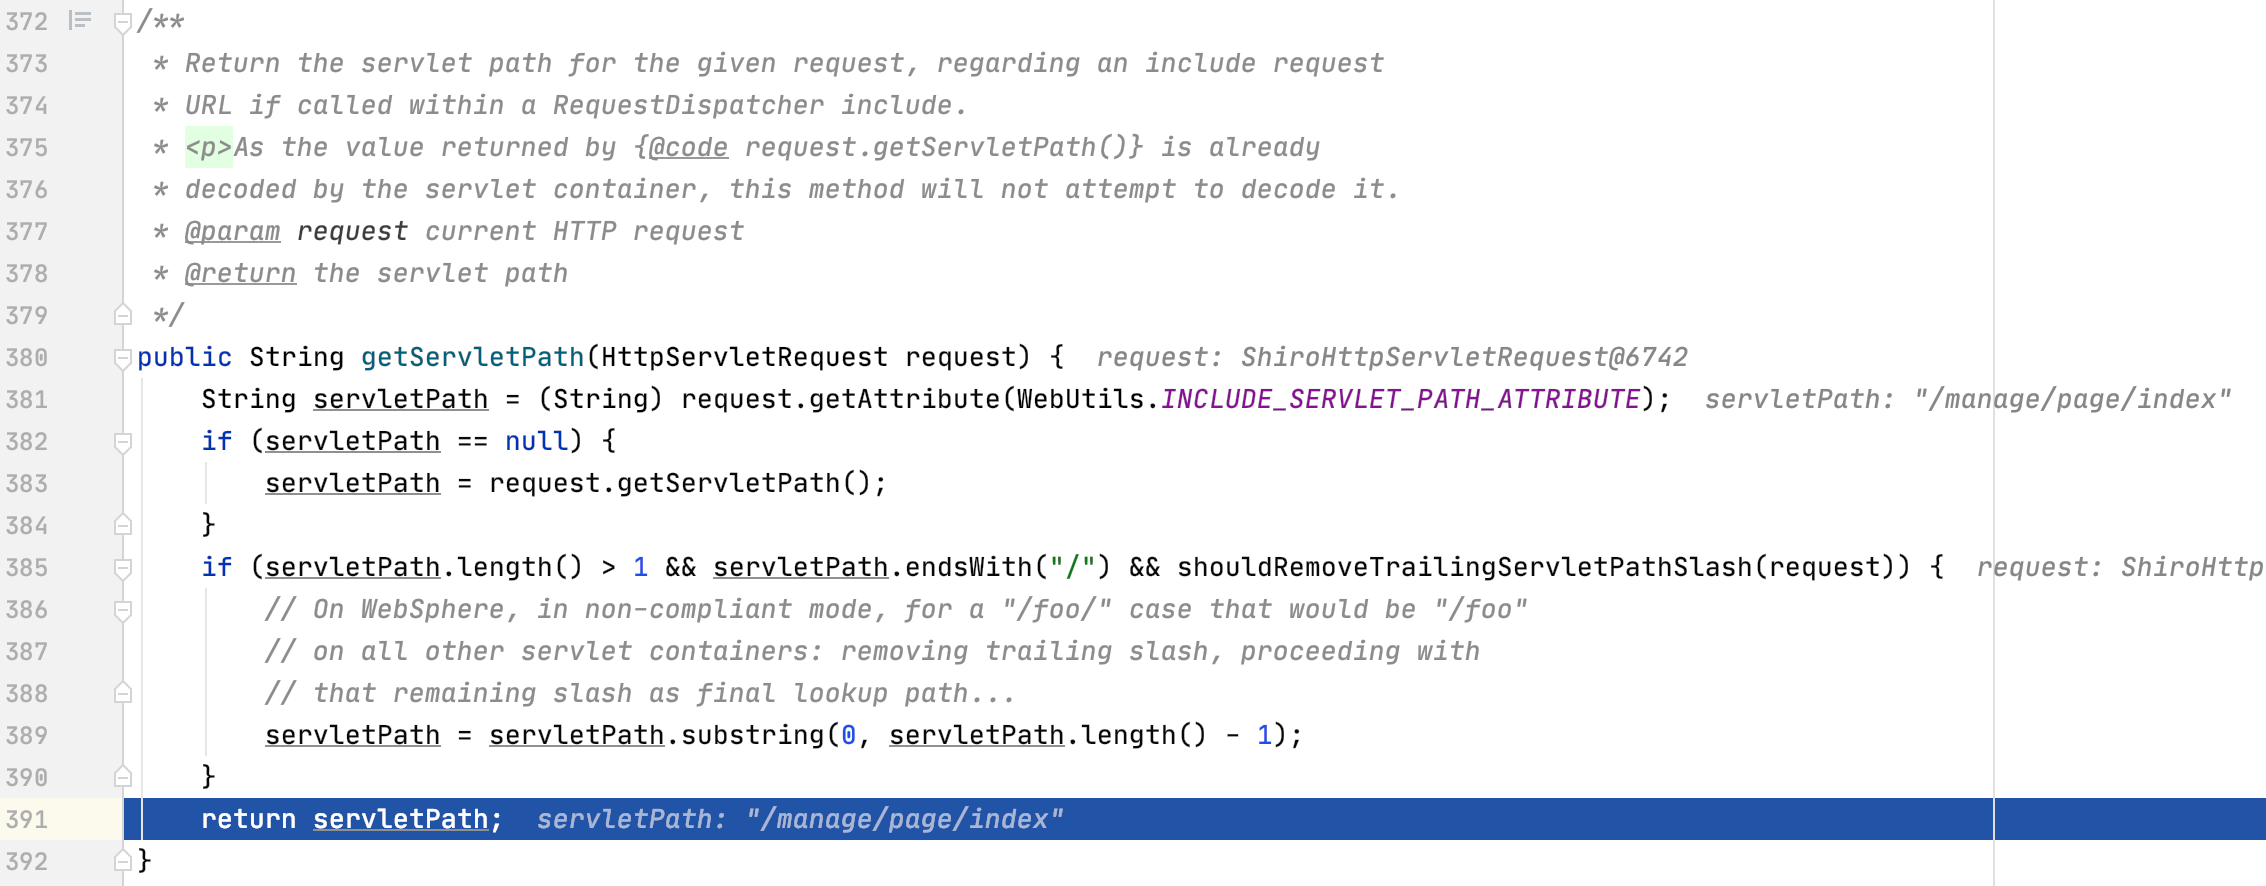 372 /**
373 * Return the servlet path for the given request, regarding an include request
374 * URL if called within a RequestDispatcher include.
375 * <p>As the value returned by {@code request.getServletPath()} is already
376 * decoded by the servlet container, this method will not attempt to decode it.
377 * @param request current HTTP request
378 * @return the servlet path
379 */
380 public String getServletPath(HttpServletRequest request) { request: ShiroHttpServletRequest@6742
381 String servletPath = (String) request.getAttribute(WebUtils.INCLUDE_SERVLET_PATH_ATTRIBUTE); servletPath: "/manage/page/index"
382 if (servletPath == null) {
383 servletPath = request.getServletPath();
384 }
385 if (servletPath.length() > 1 && servletPath.endsWith("/") && shouldRemoveTrailingServletPathSlash(request)) { request: ShiroHttp
386 // On WebSphere, in non-compliant mode, for a "/foo/" case that would be "/foo"
387 // on all other servlet containers: removing trailing slash, proceeding with
388 // that remaining slash as final lookup path...
389 servletPath = servletPath.substring(0, servletPath.length() - 1);
390 }
391 return servletPath; servletPath: "/manage/page/index"
392 }